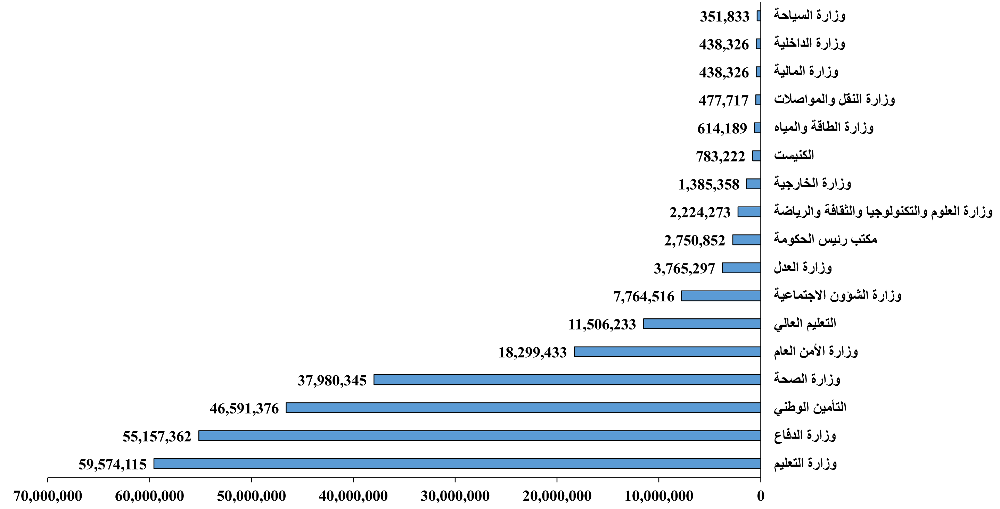 وزارة السياحة 351,833
وزارة الداخلية 438,326
وزارة المالية 438,326
وزارة النقل والمواصلات 477,717
وزارة الطاقة والمياه 614,189
الكنيست 783,222
وزارة الخارجية 1,385,358
وزارة العلوم والتكنولوجيا والثقافة والرياضة 2,224,273
مكتب رئيس الحكومة 2,750,852
وزارة العدل 3,765,297
وزارة الشؤون الاجتماعية 7,764,516
التعليم العالي 11,506,233
وزارة الأمن العام 18,299,433
وزارة الصحة 37,980,345
التأمين الوطني 46,591,376
وزارة الدفاع 55,157,362
وزارة التعليم 59,574,115
0 10,000,000 20,000,000 30,000,000 40,000,000 50,000,000 60,000,000 70,000,000